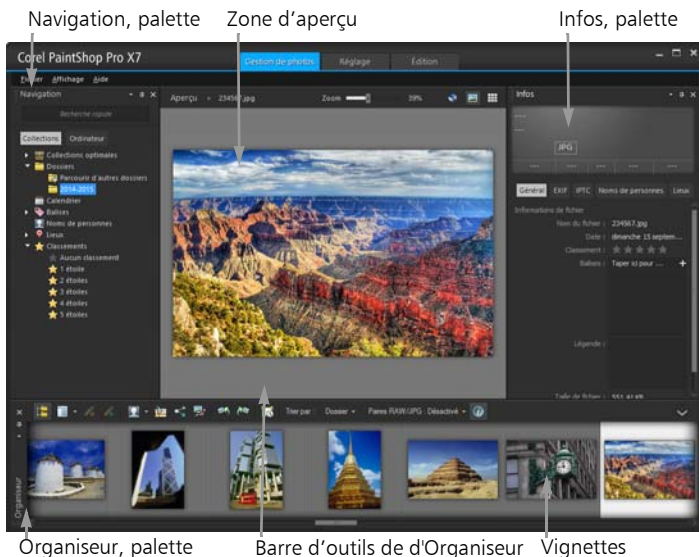 Navigation, palette Zone d'aperçu Infos, palette
Corel PaintShop Pro X7 Gestion de photos Réglage Édition
Fichier Affichage Aide
Navigation
Recherche rapide
Collections Ordinateur
Collections optimales
Dossiers
Parcourir d'autres dossiers
2014-2015
Calendrier
Balises
Noms de personnes
Lieux
Classements
Aucun classement
1 étoile
2 étoiles
3 étoiles
4 étoiles
5 étoiles
Aperçu 234567.jpg Zoom 39%
Infos
---
---
JPG
--- --- --- --- ---
Général EXIF IPTC Noms de personnes Lieux
Informations de fichier
Nom du fichier : 234567.jpg
Date : dimanche 15 septem...
Classement :
Balises : Taper ici pour ... +
Légende :
Taille de fichier : 551.41 KB
Trier par : Dossier Paires RAW/JPG : Désactivé
Organiseur
Organiseur, palette Barre d'outils de d'Organiseur Vignettes